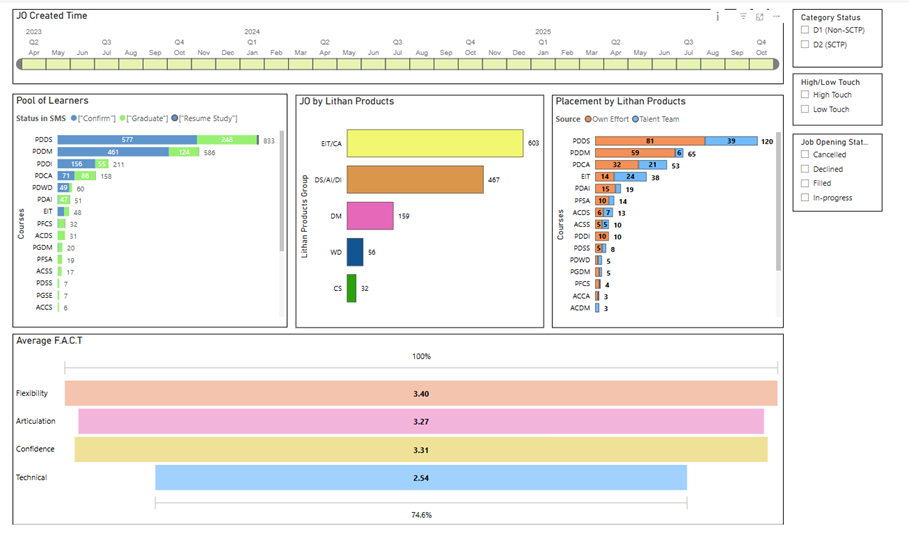 JO Created Time
2023 2024 2025
Q2 Q3 Q4 Q1 Q2 Q3 Q4 Q1 Q2 Q3 Q4
Apr May Jun Jul Aug Sep Oct Nov Dec Jan Feb Mar Apr May Jun Jul Aug Sep Oct Nov Dec Jan Feb Mar Apr May Jun Jul Aug Sep Oct
Category Status
D1 (Non-SCTP)
D2 (SCTP)
High/Low Touch
High Touch
Low Touch
Job Opening Stat...
Cancelled
Declined
Filled
In-progress
Pool of Learners
Status in SMS ["Confirm"] ["Graduate"] ["Resume Study"]
Courses
PDDS 577 248 833
PDDM 461 124 586
PDDI 156 55 211
PDCA 71 86 158
PDWD 49 60
PDAI 47 51
EIT 48
PFCS 32
ACDS 31
PGDM 20
PFSA 19
ACSS 17
PDSS 7
PGSE 7
ACCS 6
JO by Lithan Products
Lithan Products Group
EIT/CA 603
DS/AI/DI 467
DM 159
WD 56
CS 32
Placement by Lithan Products
Source Own Effort Talent Team
Courses
PDDS 81 39 120
PDDM 59 6 65
PDCA 32 21 53
EIT 14 24 38
PDAI 15 19
PFSA 10 14
ACDS 6 7 13
ACSS 5 5 10
PDDI 10 10
PDSS 5 8
PDWD 5
PGDM 5
PFCS 4
ACCA 3
ACDM 3
Average F.A.C.T
100%
Flexibility 3.40
Articulation 3.27
Confidence 3.31
Technical 2.54
74.6%